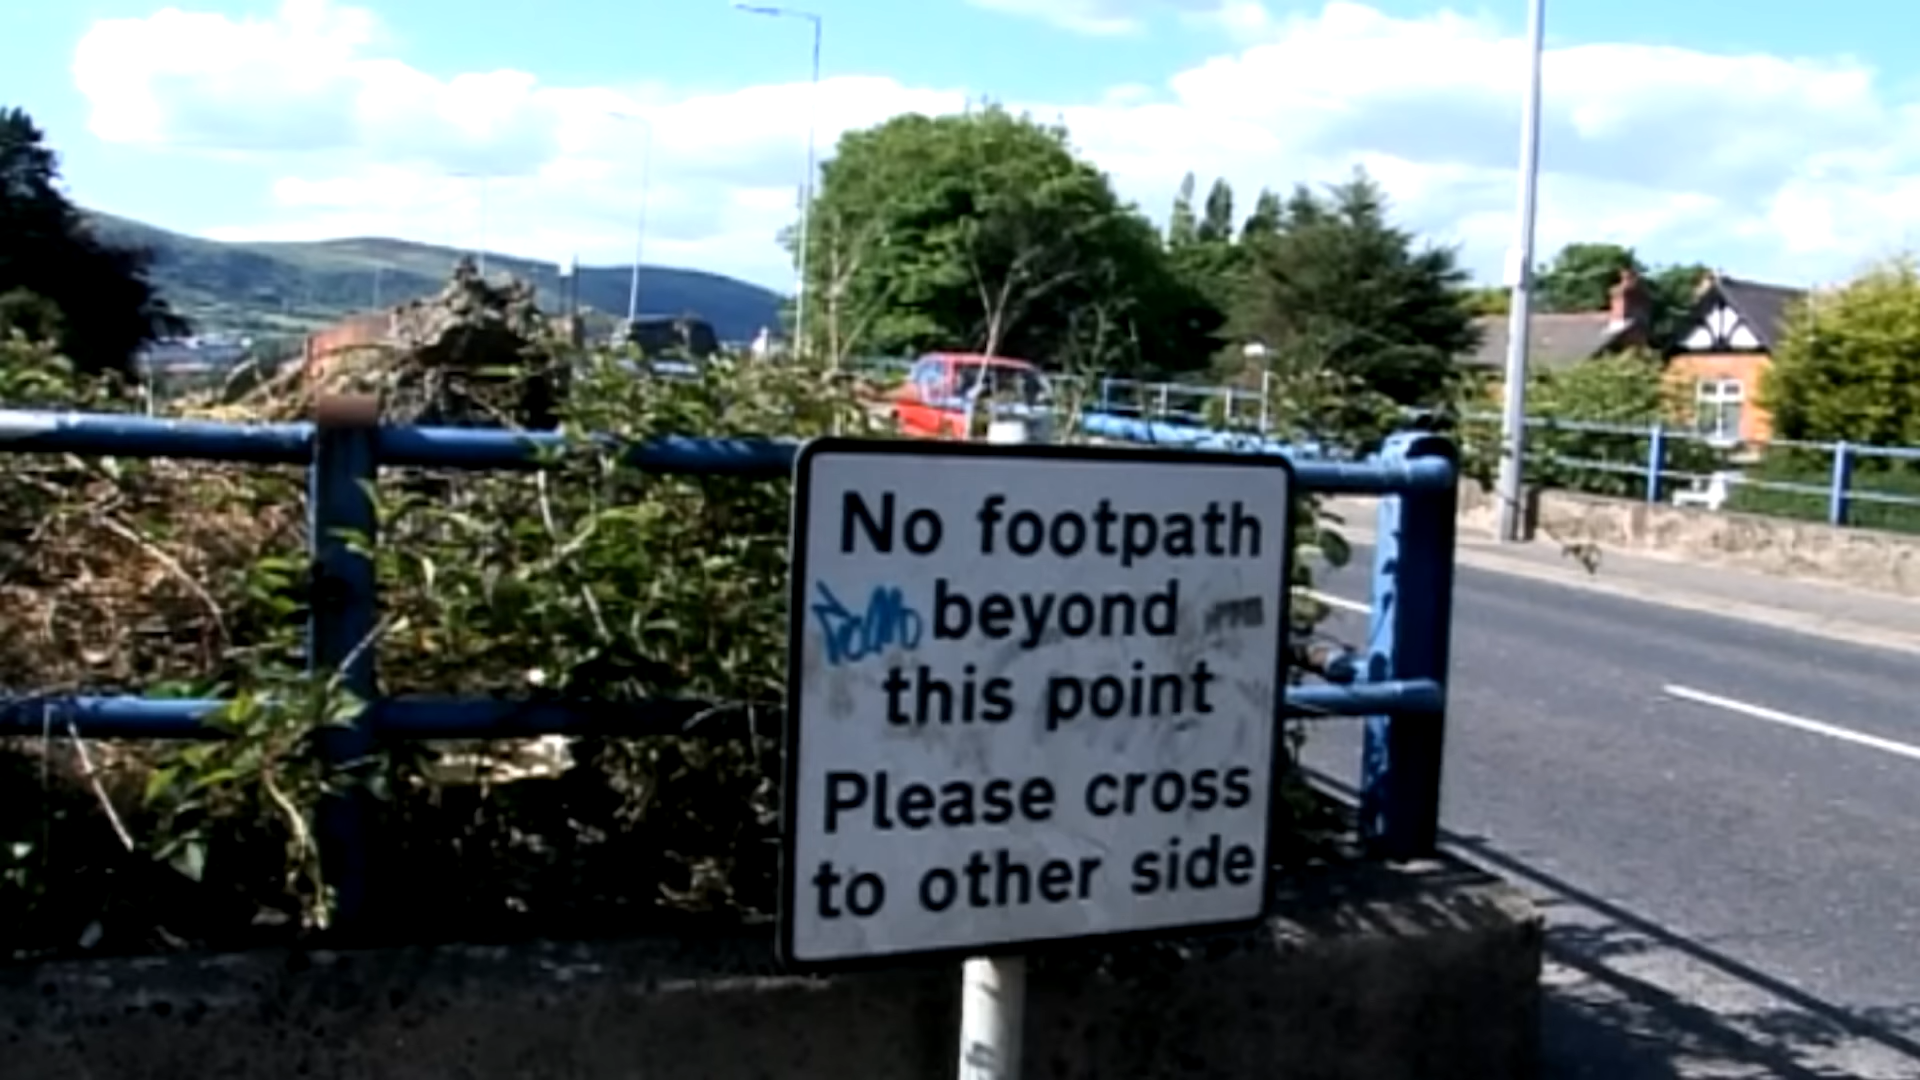 No footpath
beyond
this point
Please cross
to other side